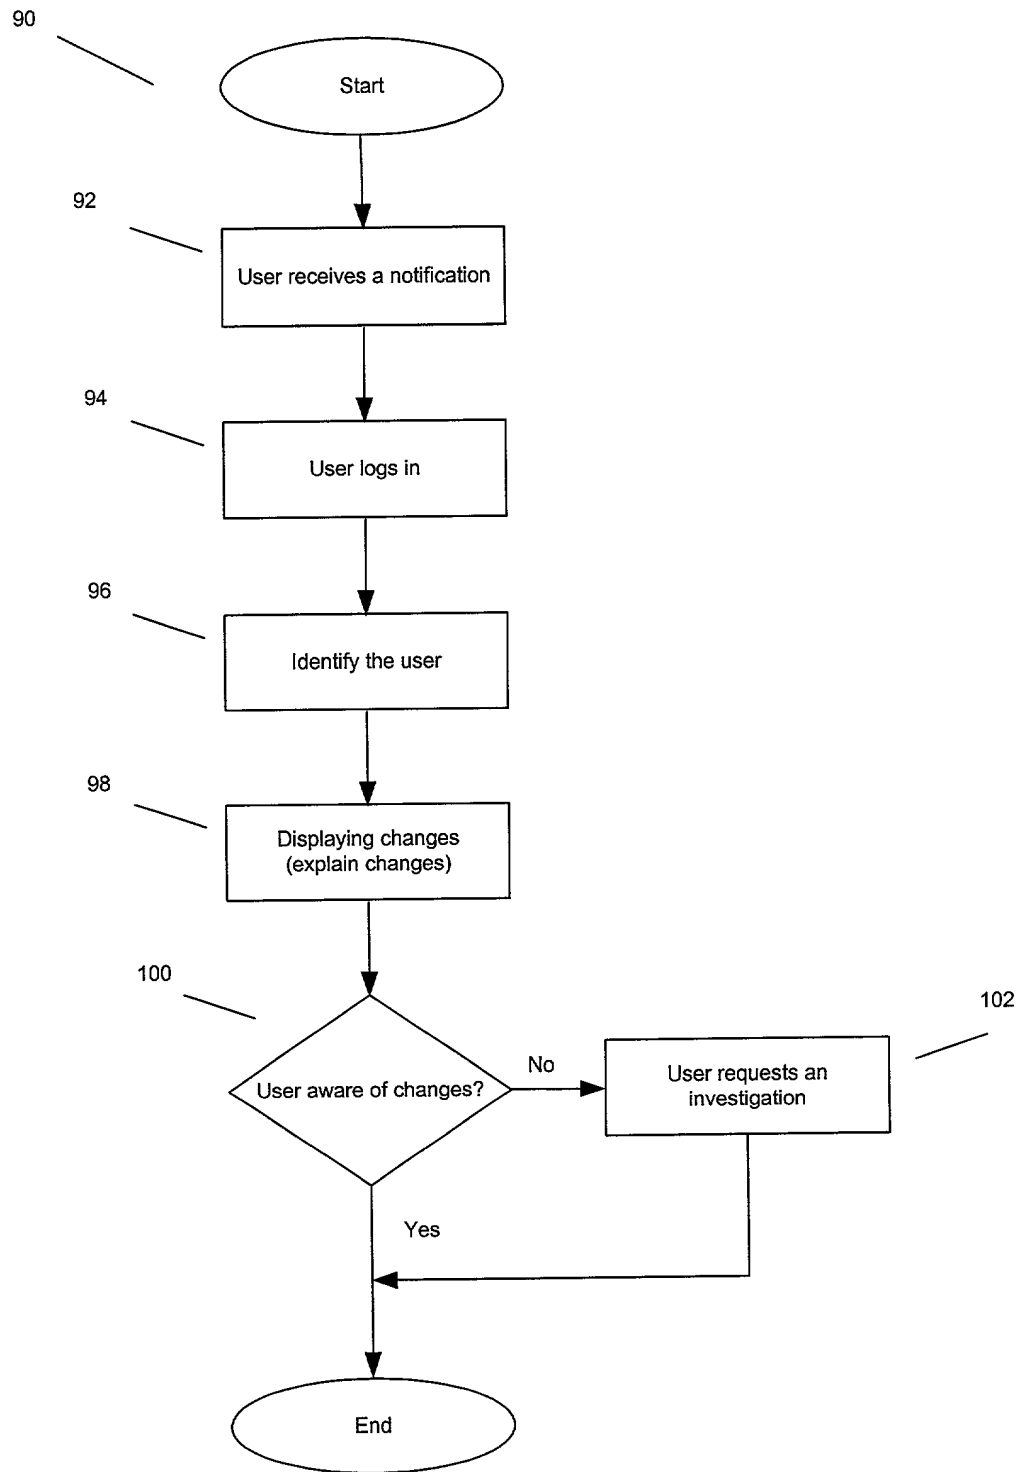 90
Start
92
User receives a notification
94
User logs in
96
Identify the user
98
Displaying changes
(explain changes)
100
User aware of changes?
No
102
User requests an
investigation
Yes
End